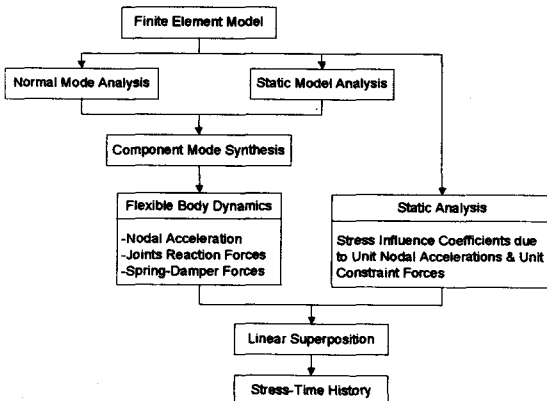 Finite Element Model
Normal Mode Analysis
Static Model Analysis
Component Mode Synthesis
Flexible Body Dynamics
-Nodal Acceleration
-Joints Reaction Forces
-Spring-Damper Forces
Static Analysis
Stress Influence Coefficients due
to Unit Nodal Accelerations & Unit
Constraint Forces
Linear Superposition
Stress-Time History